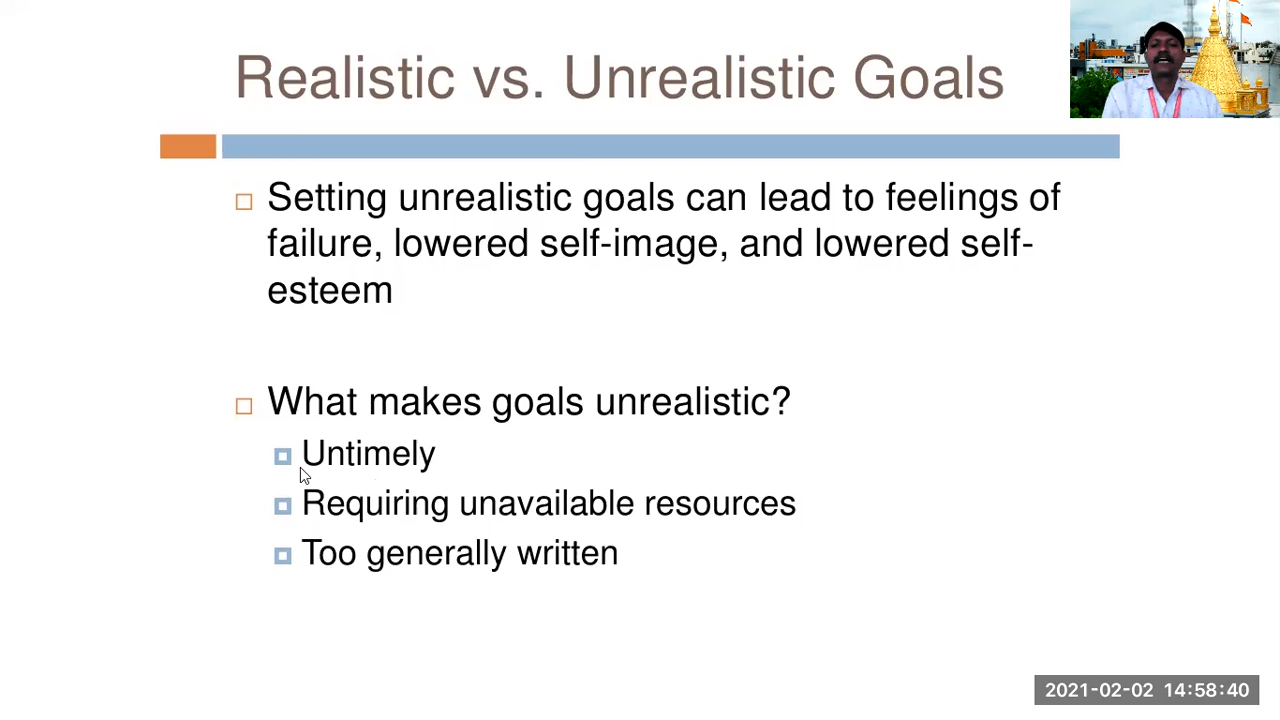 Realistic vs. Unrealistic Goals
Setting unrealistic goals can lead to feelings of
failure, lowered self-image, and lowered self-
esteem
What makes goals unrealistic?
Untimely
Requiring unavailable resources
Too generally written
2021-02-02 14:58:40